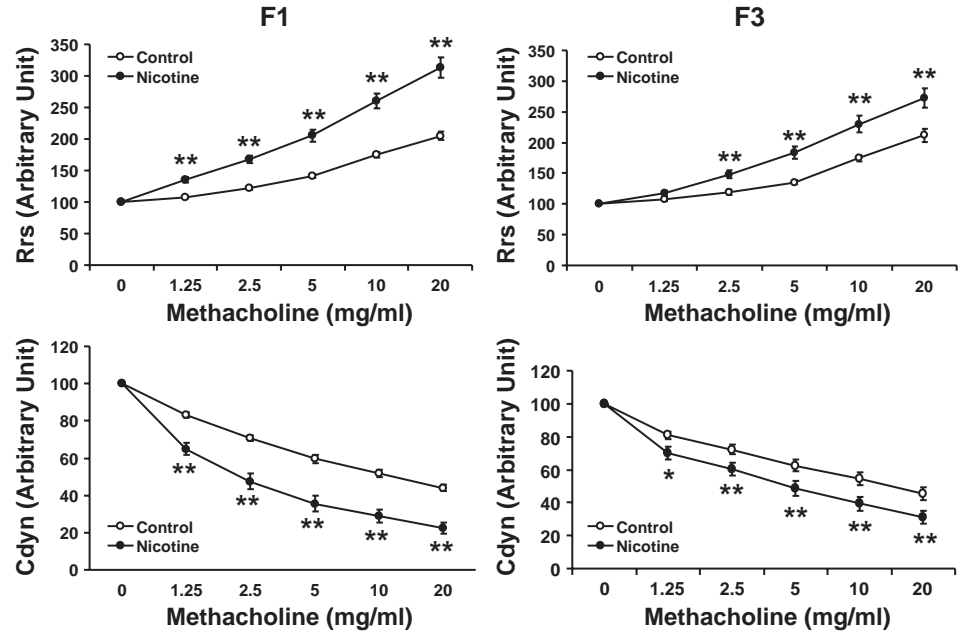 F1
F3
350
300
250
200
150
100
50
0
Rrs (Arbitrary Unit)
Control
Nicotine
**
**
**
**
**
0 1.25 2.5 5 10 20
Methacholine (mg/ml)
350
300
250
200
150
100
50
0
Rrs (Arbitrary Unit)
Control
Nicotine
**
**
**
**
0 1.25 2.5 5 10 20
Methacholine (mg/ml)
120
100
80
60
40
20
0
Cdyn (Arbitrary Unit)
**
**
**
**
**
Control
Nicotine
0 1.25 2.5 5 10 20
Methacholine (mg/ml)
120
100
80
60
40
20
0
Cdyn (Arbitrary Unit)
*
**
**
**
**
Control
Nicotine
0 1.25 2.5 5 10 20
Methacholine (mg/ml)